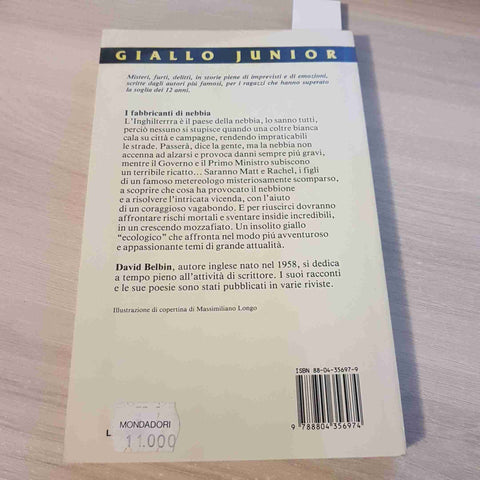 GIALLO JUNIOR
Misteri, furti, delitti, in storie piene di imprevisti e di emozioni,
scritte dagli autori più famosi, per i ragazzi che hanno superato
la soglia dei 12 anni.
I fabbricanti di nebbia
L'Inghilterrra è il paese della nebbia, lo sanno tutti,
perciò nessuno si stupisce quando una coltre bianca
cala su città e campagne, rendendo impraticabili
le strade. Passerà, dice la gente, ma la nebbia non
accenna ad alzarsi e provoca danni sempre più gravi,
mentre il Governo e il Primo Ministro subiscono
un terribile ricatto... Saranno Matt e Rachel, i figli
di un famoso metereologo misteriosamente scomparso,
a scoprire che cosa ha provocato il nebbione
e a risolvere l'intricata vicenda, con l'aiuto
di un coraggioso vagabondo. E per riuscirci dovranno
affrontare rischi mortali e sventare insidie incredibili,
in un crescendo mozzafiato. Un insolito giallo
“ecologico” che affronta nel modo più avventuroso
e appassionante temi di grande attualità.
David Belbin, autore inglese nato nel 1958, si dedica
a tempo pieno all'attività di scrittore. I suoi racconti
e le sue poesie sono stati pubblicati in varie riviste.
Illustrazione di copertina di Massimiliano Longo
ISBN 88-04-35697-9
9 788804 356974
L
MONDADORI
11.000